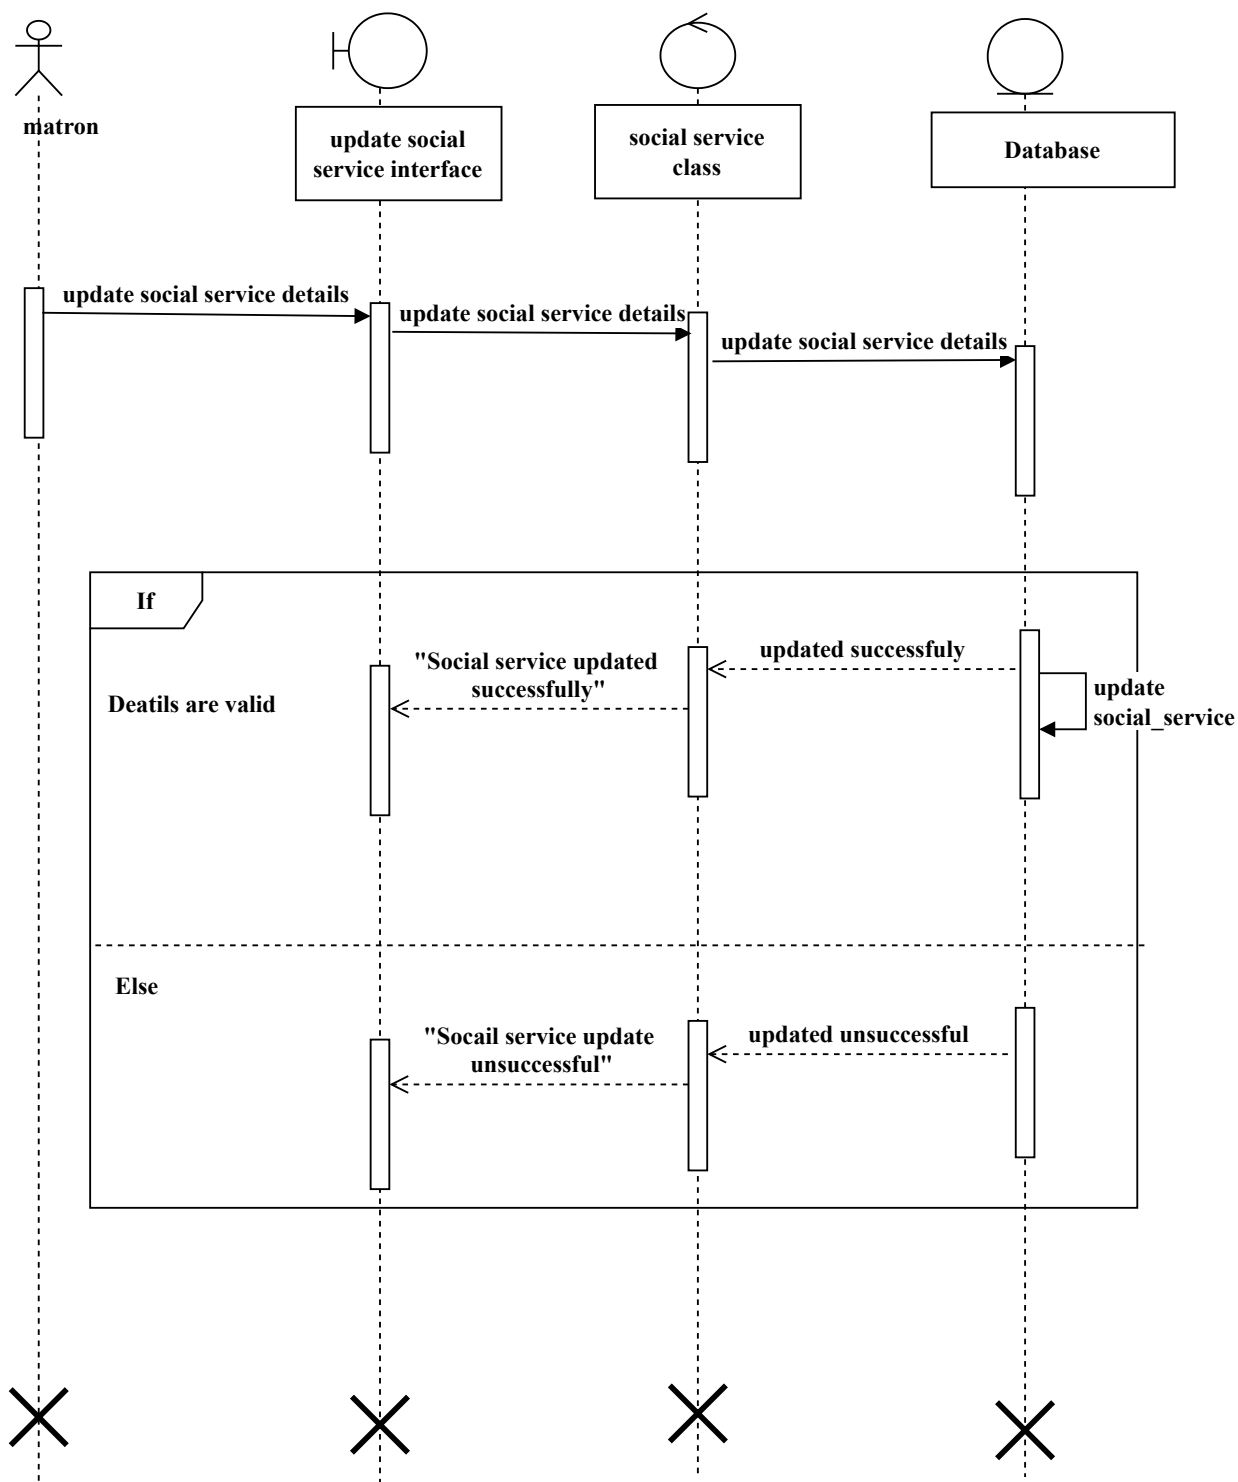 matron
update social
service interface
social service
class
Database
update social service details
update social service details
update social service details
If
Deatils are valid
"Social service updated
successfully"
updated successfuly
update
social_service
Else
"Socail service update
unsuccessful"
updated unsuccessful